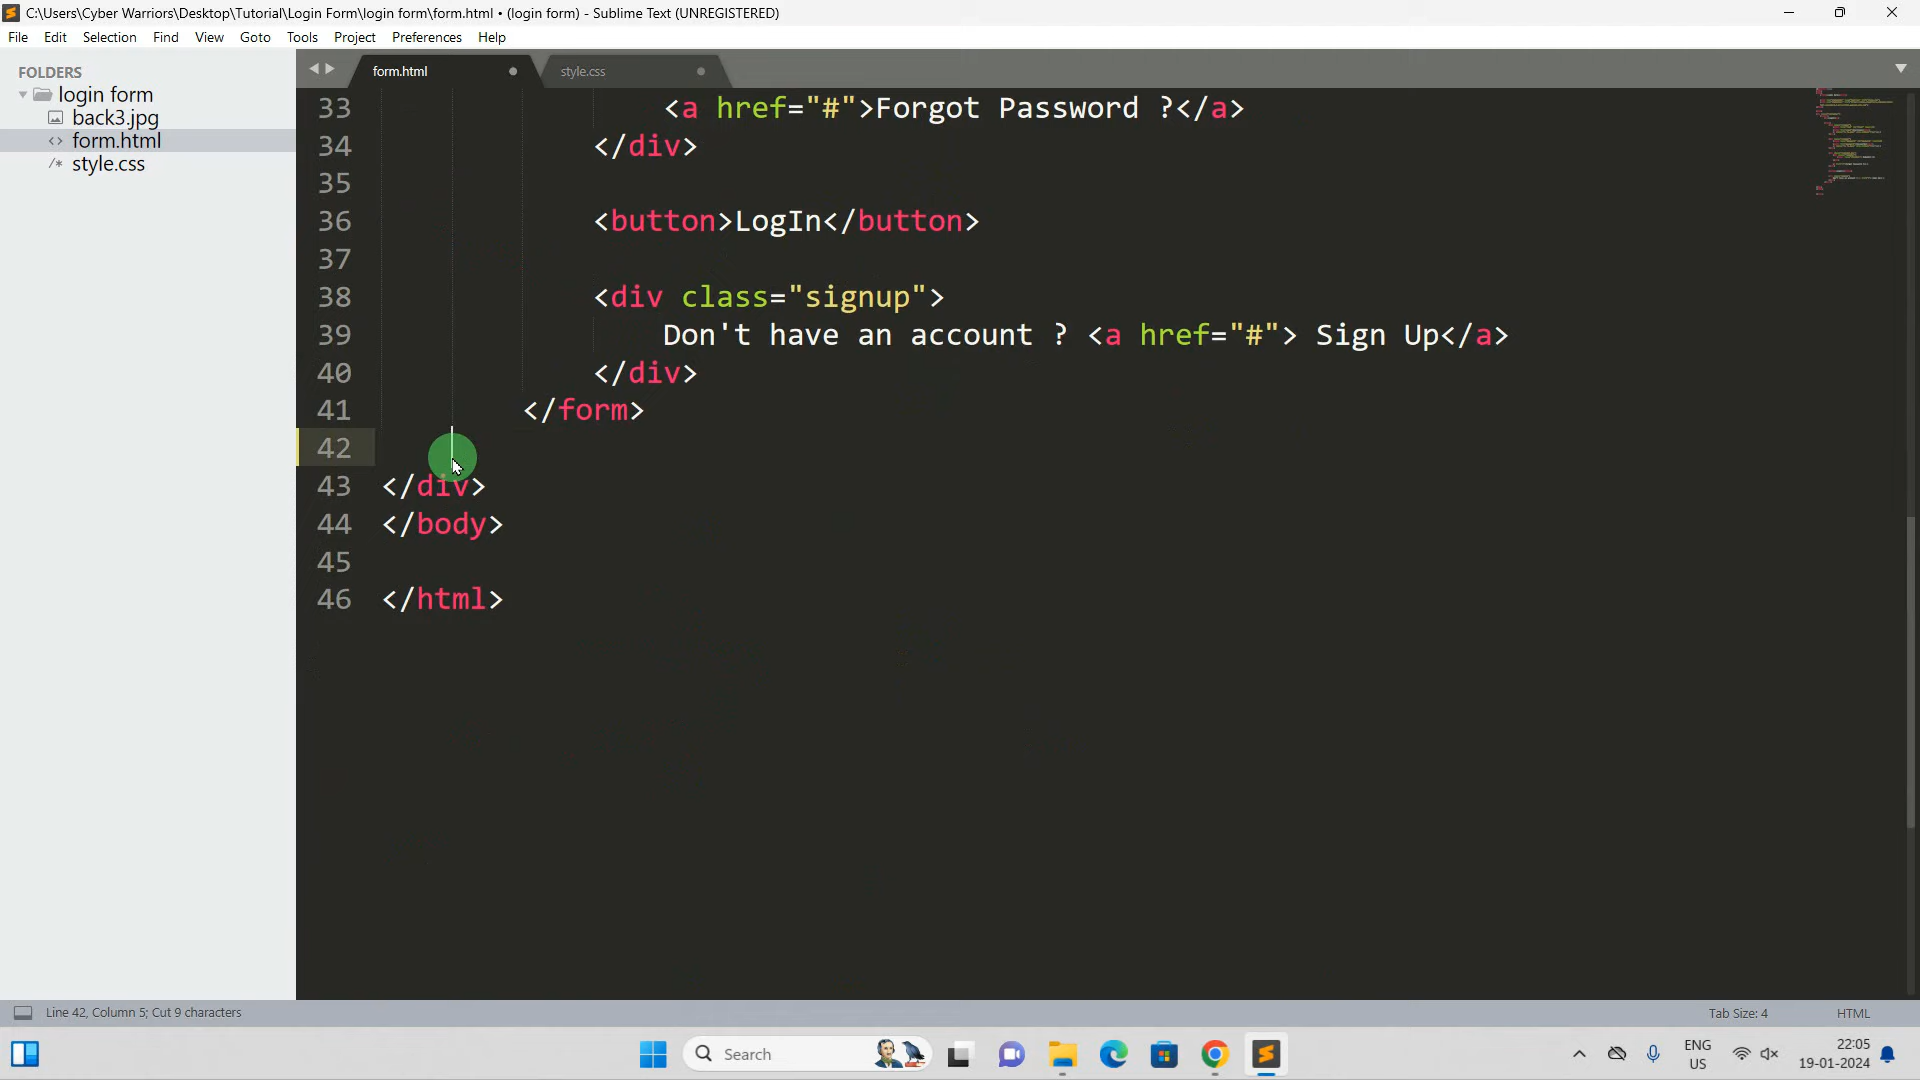 C:\Users\Cyber Warriors\Desktop\Tutorial\Login Form\login form\form.html • (login form) - Sublime Text (UNREGISTERED)
File Edit Selection Find View Goto Tools Project Preferences Help
FOLDERS
login form
back3.jpg
<> form.html
/* style.css
form.html
style.css
33 <a href="#">Forgot Password ?</a>
34 </div>
35
36 <button>LogIn</button>
37
38 <div class="signup">
39 Don't have an account ? <a href="#"> Sign Up</a>
40 </div>
41 </form>
42
43 </div>
44 </body>
45
46 </html>
Line 42, Column 5; Cut 9 characters
Tab Size: 4
HTML
Search
ENG
US
22:05
19-01-2024